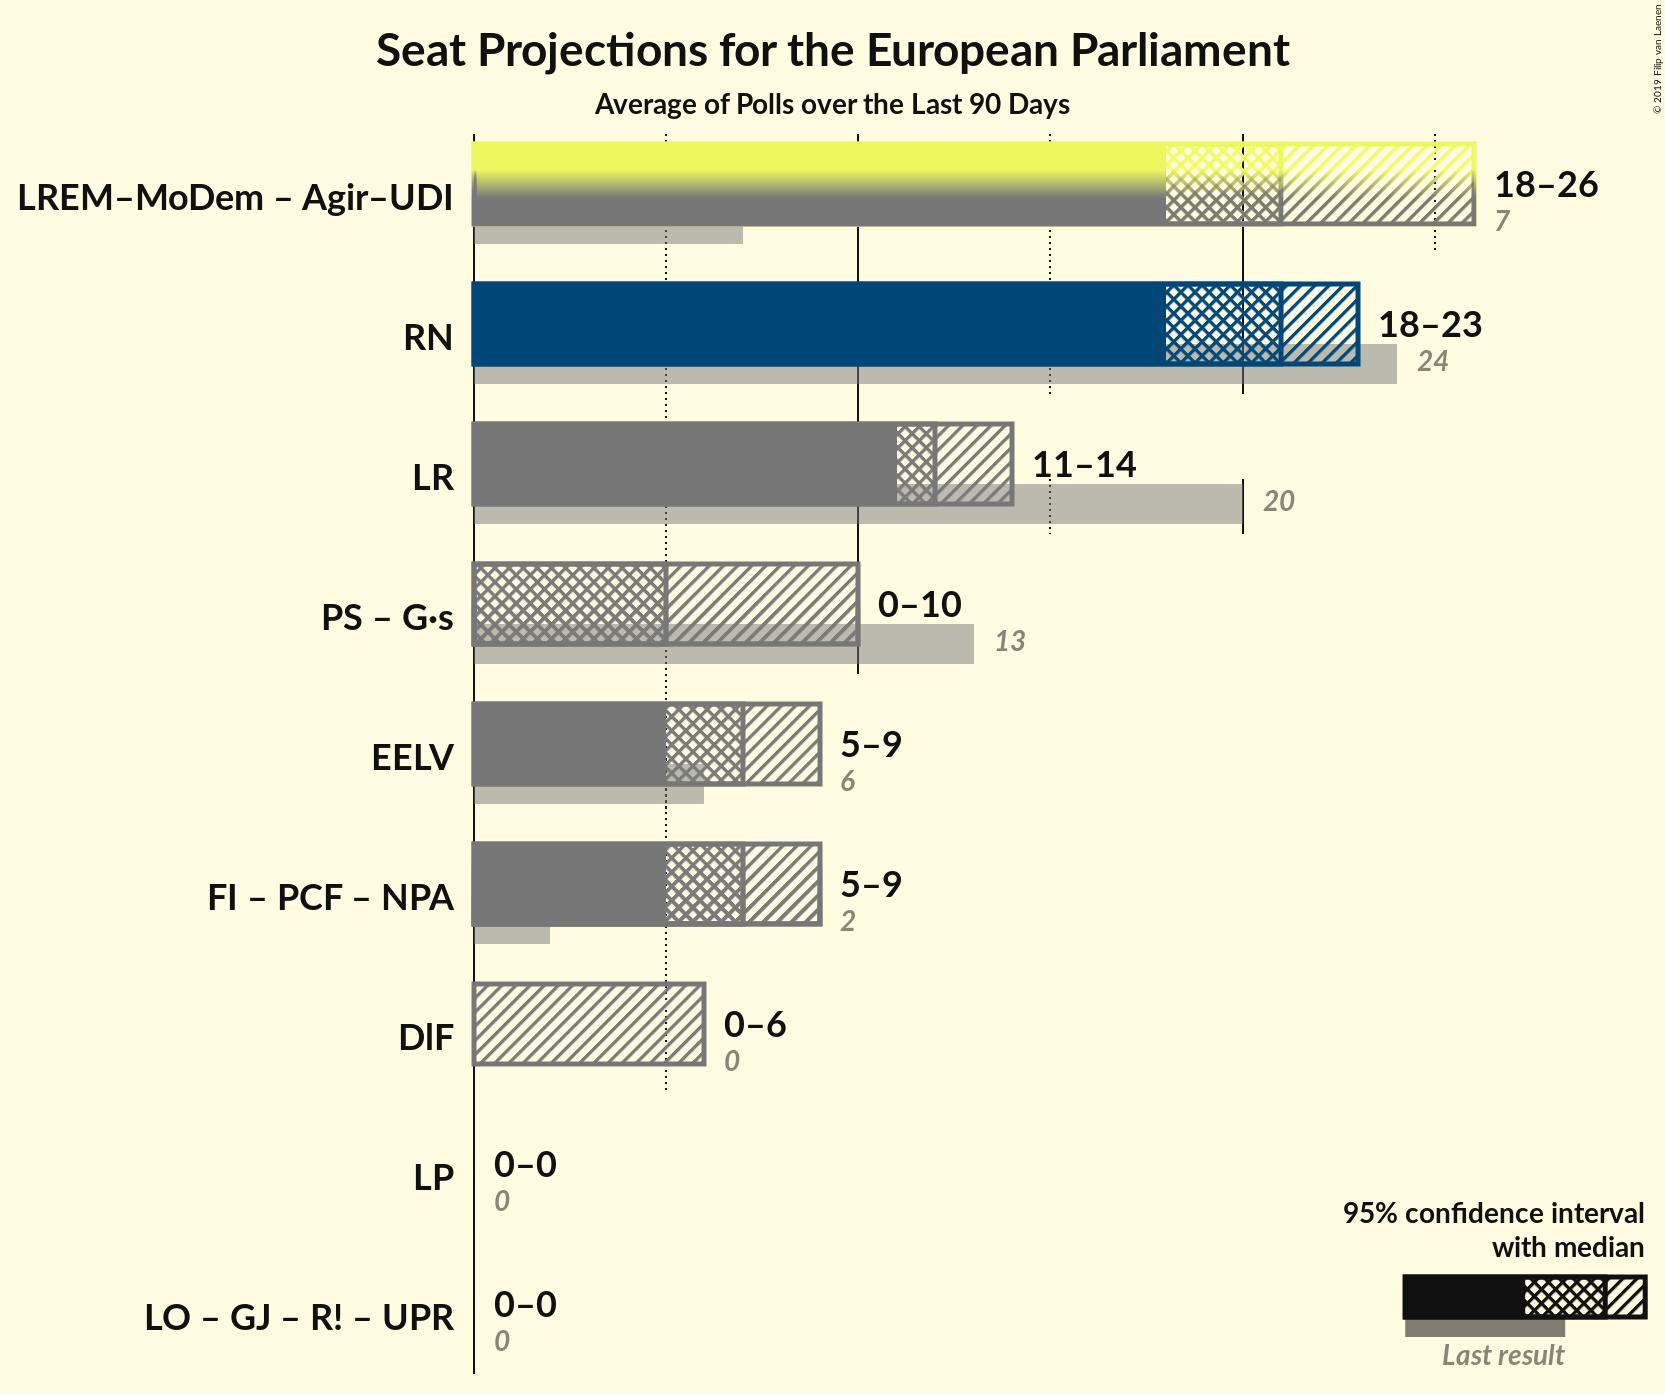 Seat Projections for the European Parliament
Average of Polls over the Last 90 Days
© 2019 Filip van Laenen
LREM–MoDem – Agir–UDI
18–26
7
RN
18–23
24
LR
11–14
20
PS – G·s
0–10
13
EELV
5–9
6
FI – PCF – NPA
5–9
2
DlF
0–6
0
LP
0–0
0
LO – GJ – R! – UPR
0–0
0
95% confidence interval
with median
Last result